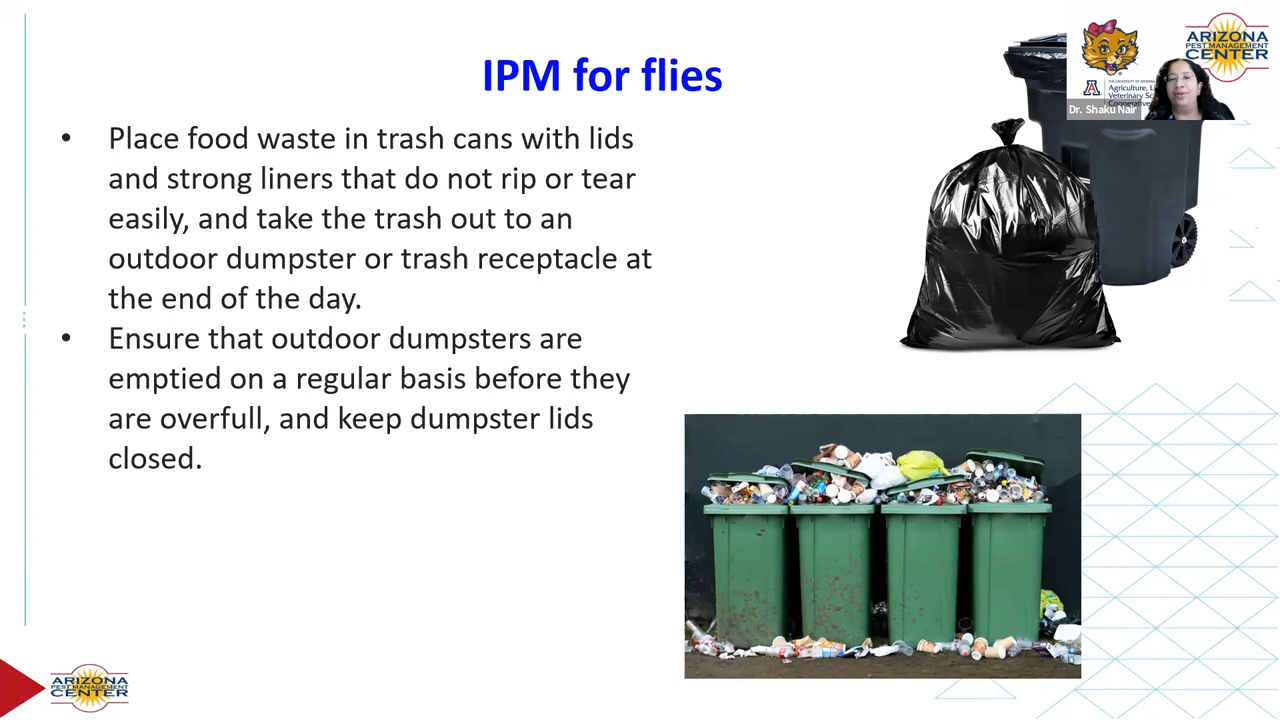 IPM for flies
• Place food waste in trash cans with lids
and strong liners that do not rip or tear
easily, and take the trash out to an
outdoor dumpster or trash receptacle at
the end of the day.
• Ensure that outdoor dumpsters are
emptied on a regular basis before they
are overfull, and keep dumpster lids
closed.
ARIZONA
PEST MANAGEMENT
CENTER
THE UNIVERSITY OF ARIZONA
A
Agriculture,
Veterinary
Cooperative
Dr. Shaku Nair
ARIZONA
PEST MANAGEMENT
CENTER